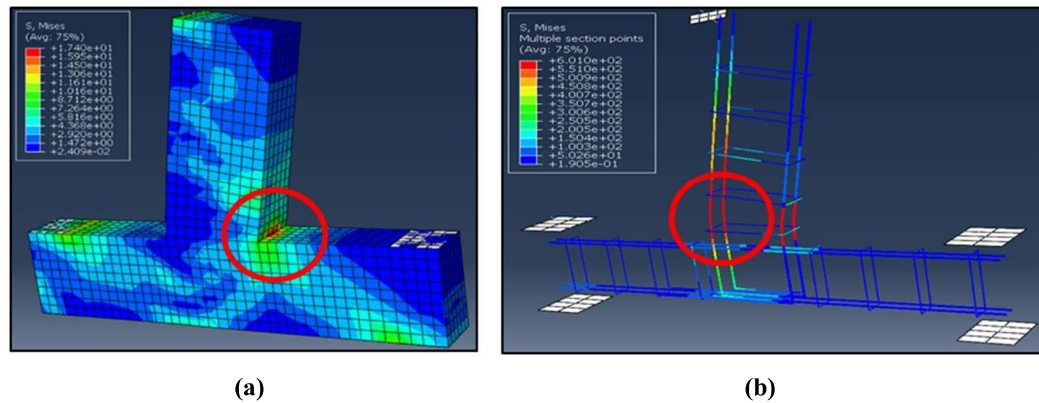 S, Mises
(Avg: 75%)
+1.740e+01
+1.595e+01
+1.450e+01
+1.306e+01
+1.161e+01
+1.016e+01
+8.712e+00
+7.264e+00
+5.816e+00
+4.368e+00
+2.920e+00
+1.472e+00
+2.409e-02
S, Mises
Multiple section points
(Avg: 75%)
+6.010e+02
+5.510e+02
+5.009e+02
+4.508e+02
+4.007e+02
+3.507e+02
+3.006e+02
+2.505e+02
+2.005e+02
+1.504e+02
+1.003e+02
+5.026e+01
+1.905e-01
(a)
(b)